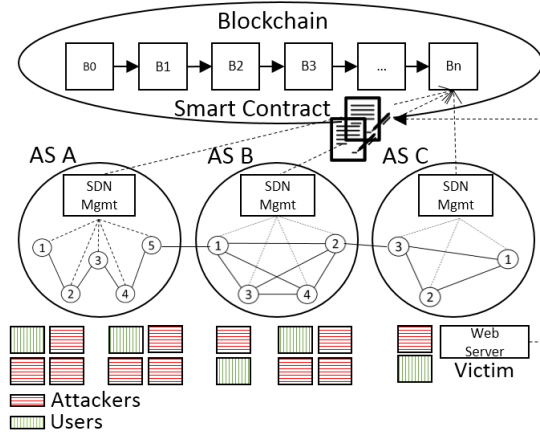 Blockchain
B0
B1
B2
B3
...
Bn
Smart Contract
AS A
AS B
AS C
SDN
Mgmt
SDN
Mgmt
SDN
Mgmt
1
2
3
4
5
1
2
3
4
3
1
2
Web
Server
Victim
Attackers
Users